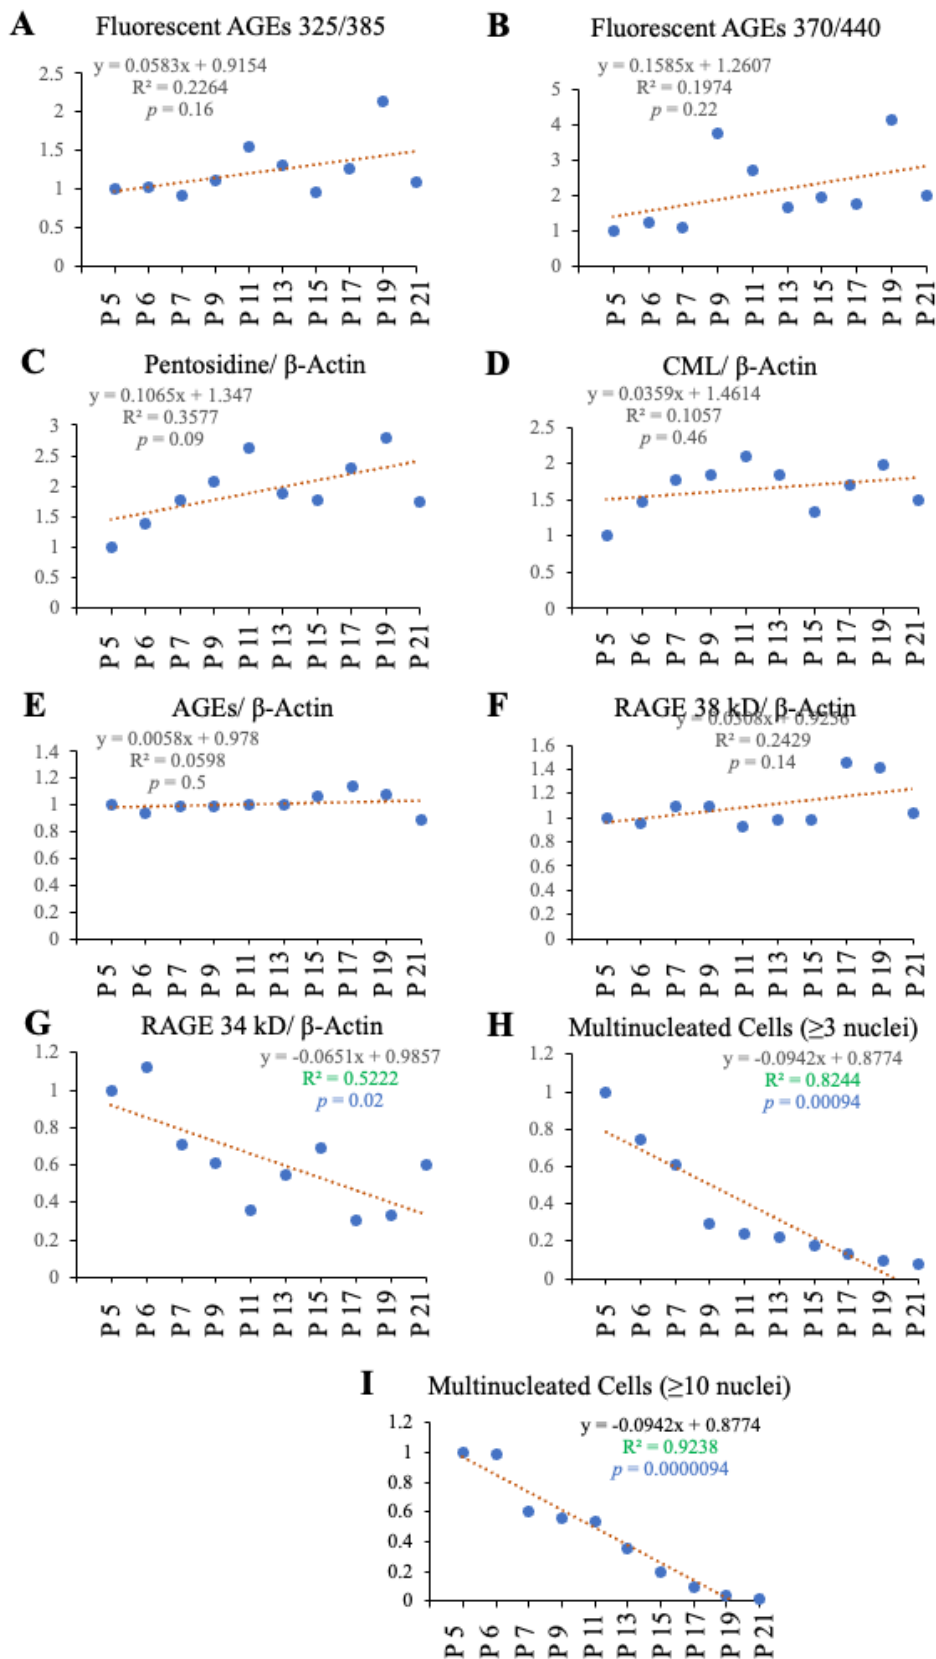 A Fluorescent AGEs 325/385
y = 0.0583x + 0.9154
R² = 0.2264
p = 0.16
2.5
2
1.5
1
0.5
0
P 5 P 6 P 7 P 9 P 11 P 13 P 15 P 17 P 19 P 21
B Fluorescent AGEs 370/440
y = 0.1585x + 1.2607
R² = 0.1974
p = 0.22
5
4
3
2
1
0
P 5 P 6 P 7 P 9 P 11 P 13 P 15 P 17 P 19 P 21
C Pentosidine/ β-Actin
y = 0.1065x + 1.347
R² = 0.3577
p = 0.09
3
2.5
2
1.5
1
0.5
0
P 5 P 6 P 7 P 9 P 11 P 13 P 15 P 17 P 19 P 21
D CML/ β-Actin
y = 0.0359x + 1.4614
R² = 0.1057
p = 0.46
2.5
2
1.5
1
0.5
0
P 5 P 6 P 7 P 9 P 11 P 13 P 15 P 17 P 19 P 21
E AGEs/ β-Actin
y = 0.0058x + 0.978
R² = 0.0598
p = 0.5
1.4
1.2
1
0.8
0.6
0.4
0.2
0
P 5 P 6 P 7 P 9 P 11 P 13 P 15 P 17 P 19 P 21
F RAGE 38 kD/ β-Actin
y = 0.0308x + 0.9256
R² = 0.2429
p = 0.14
1.6
1.4
1.2
1
0.8
0.6
0.4
0.2
0
P 5 P 6 P 7 P 9 P 11 P 13 P 15 P 17 P 19 P 21
G RAGE 34 kD/ β-Actin
y = -0.0651x + 0.9857
R² = 0.5222
p = 0.02
1.2
1
0.8
0.6
0.4
0.2
0
P 5 P 6 P 7 P 9 P 11 P 13 P 15 P 17 P 19 P 21
H Multinucleated Cells (≥3 nuclei)
y = -0.0942x + 0.8774
R² = 0.8244
p = 0.00094
1.2
1
0.8
0.6
0.4
0.2
0
P 5 P 6 P 7 P 9 P 11 P 13 P 15 P 17 P 19 P 21
I Multinucleated Cells (≥10 nuclei)
y = -0.0942x + 0.8774
R² = 0.9238
p = 0.0000094
1.2
1
0.8
0.6
0.4
0.2
0
P 5 P 6 P 7 P 9 P 11 P 13 P 15 P 17 P 19 P 21